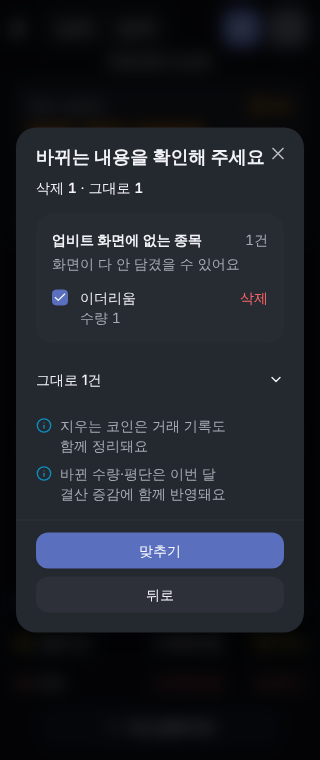 바뀌는 내용을 확인해 주세요
삭제 1 · 그대로 1
업비트 화면에 없는 종목 1건
화면이 다 안 담겼을 수 있어요
이더리움 삭제
수량 1
그대로 1건
지우는 코인은 거래 기록도
함께 정리돼요
바뀐 수량·평단은 이번 달
결산 증감에 함께 반영돼요
맞추기
뒤로